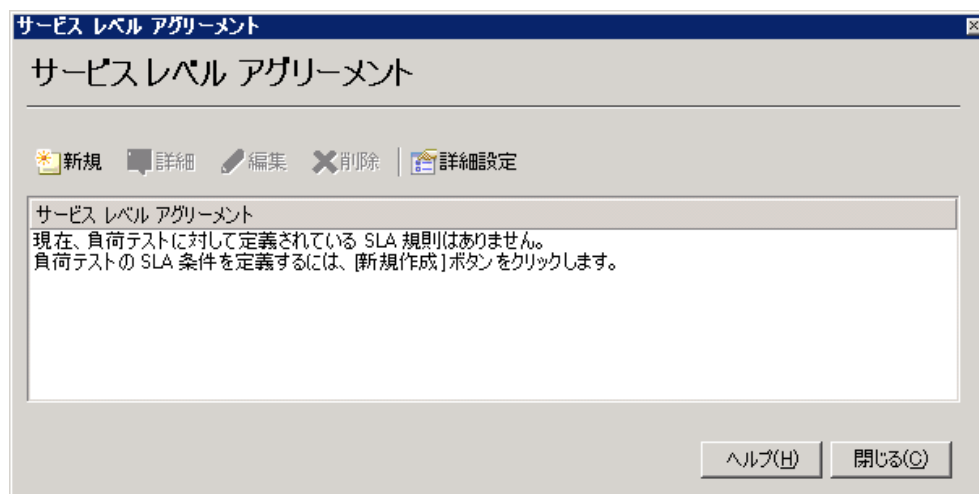 サービス レベル アグリーメント
サービス レベル アグリーメント
新規 詳細 編集 削除 詳細設定
サービス レベル アグリーメント
現在、負荷テストに対して定義されている SLA 規則はありません。
負荷テストの SLA 条件を定義するには、[新規作成]ボタンをクリックします。
ヘルプ(H) 閉じる(C)